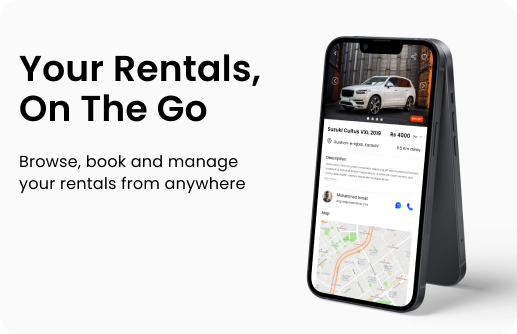 Your Rentals,
On The Go
Browse, book and manage
your rentals from anywhere
Suzuki Cultus VXL 2019
Rs 4000
Gulshan-e-Iqbal, Karachi
6.5 km away
Description
Muhammad Ismail
Map